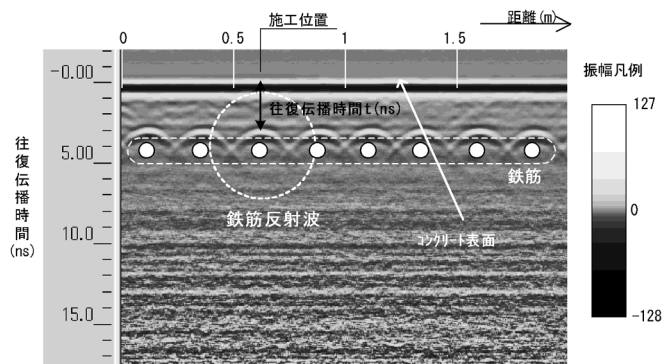 施工位置
距離(m)
0
0.5
1
1.5
-0.00
5.00
10.0
15.0
往復伝播時間(ns)
往復伝播時間t(ns)
鉄筋
鉄筋反射波
コンクリート表面
振幅凡例
127
0
-128